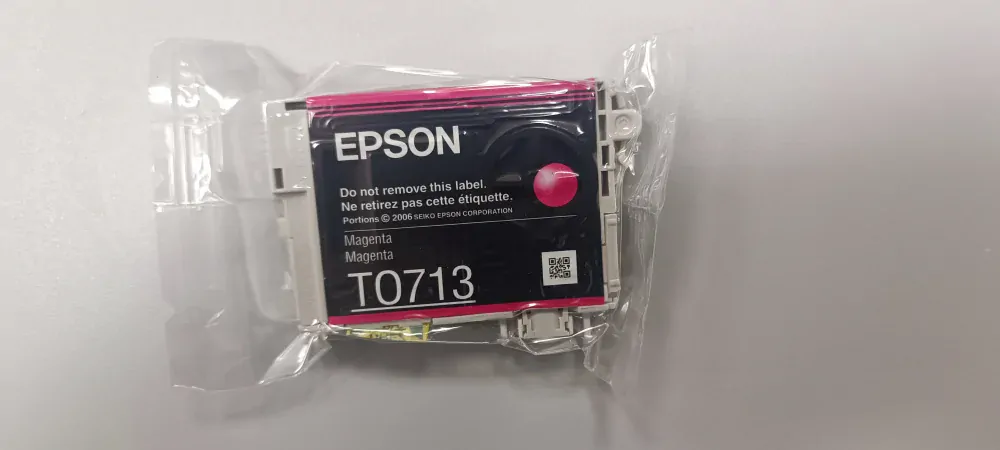 EPSON
Do not remove this label.
Ne retirez pas cette étiquette.
Portions © 2006 SEIKO EPSON CORPORATION
Magenta
Magenta
T0713